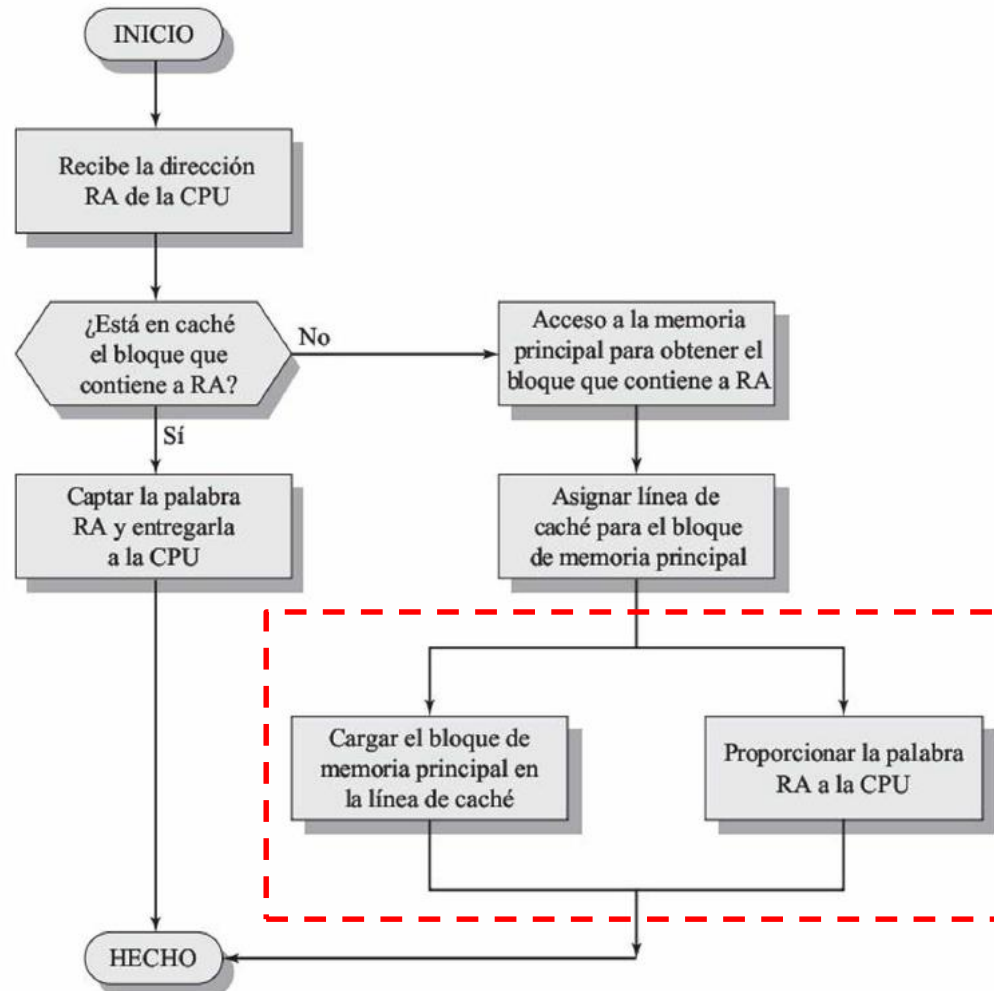 INICIO
Recibe la dirección
RA de la CPU
¿Está en caché
el bloque que
contiene a RA?
No
Acceso a la memoria
principal para obtener el
bloque que contiene a RA
Sí
Captar la palabra
RA y entregarla
a la CPU
Asignar línea de
caché para el bloque
de memoria principal
Cargar el bloque de
memoria principal en
la línea de caché
Proporcionar la palabra
RA a la CPU
HECHO